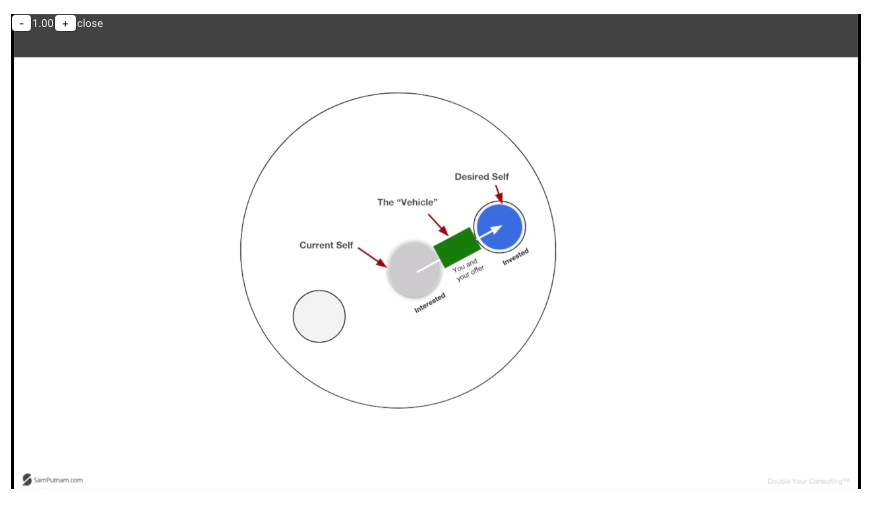 - 1.00 + close
Desired Self
The "Vehicle"
Current Self
You and
your offer
Invested
Interested
SamPutnam.com
Double Your Consulting™